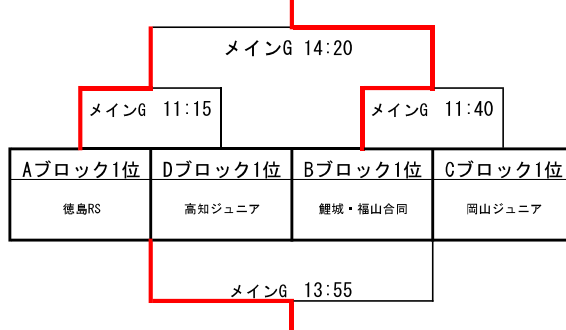 メインG 14:20
メインG 11:15
メインG 11:40
Aブロック1位 Dブロック1位 Bブロック1位 Cブロック1位
徳島RS 高知ジュニア 鯉城・福山合同 岡山ジュニア
メインG 13:55